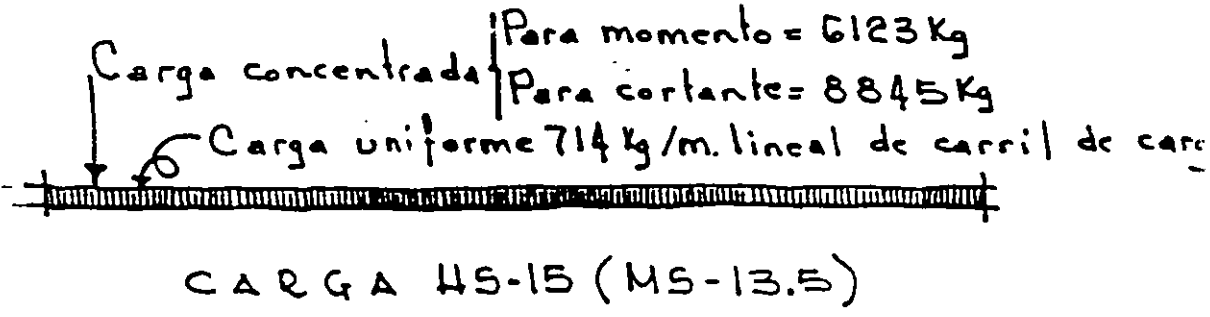 Carga concentrada
Para momento = 6123 Kg
Para cortante = 8845 Kg
Carga uniforme 714 Kg/m. lineal de carril de
CARGA HS-15 (MS-13.5)